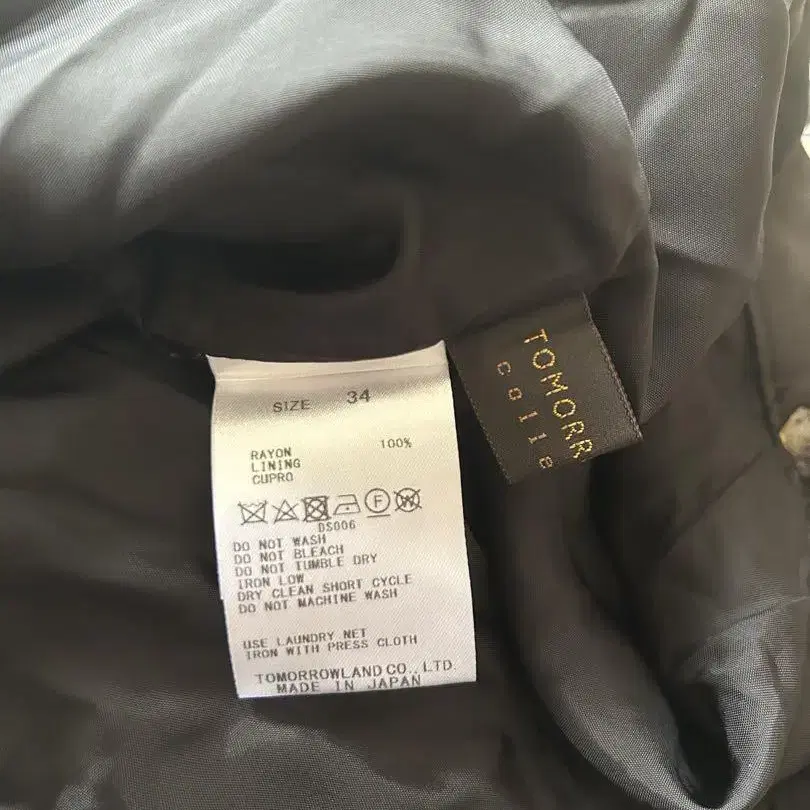 SIZE 34
RAYON 100%
LINING
CUPRO
F W
DS006
DO NOT WASH
DO NOT BLEACH
DO NOT TUMBLE DRY
IRON LOW
DRY CLEAN SHORT CYCLE
DO NOT MACHINE WASH
USE LAUNDRY NET
IRON WITH PRESS CLOTH
TOMORROWLAND CO., LTD.
MADE IN JAPAN
TOMORR
colle